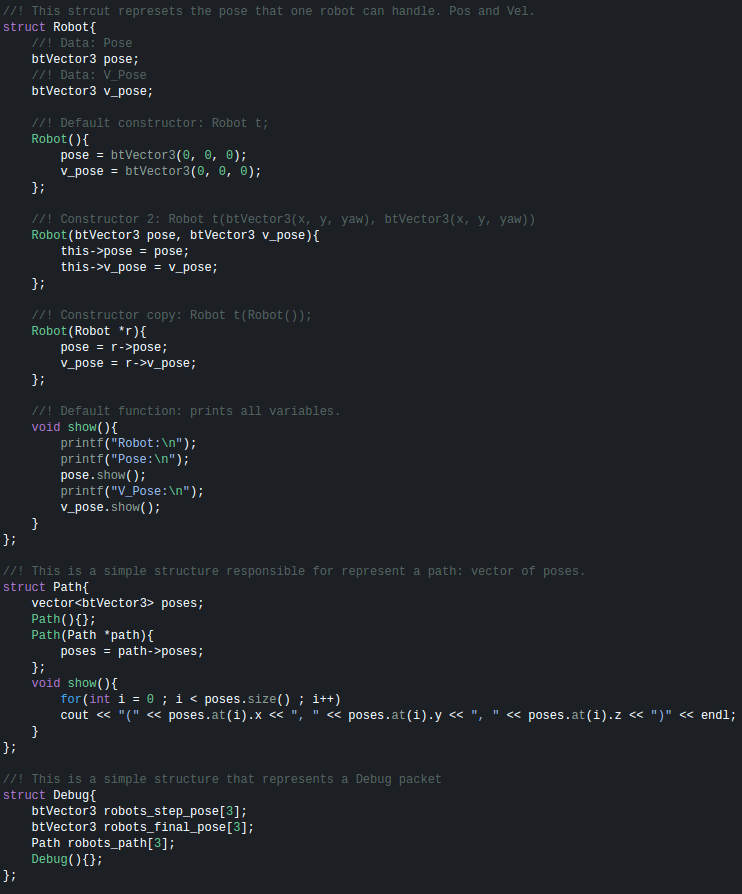 //! This strcut represets the pose that one robot can handle. Pos and Vel.
struct Robot{
    //! Data: Pose
    btVector3 pose;
    //! Data: V_Pose
    btVector3 v_pose;

    //! Default constructor: Robot t;
    Robot(){
        pose = btVector3(0, 0, 0);
        v_pose = btVector3(0, 0, 0);
    };

    //! Constructor 2: Robot t(btVector3(x, y, yaw), btVector3(x, y, yaw))
    Robot(btVector3 pose, btVector3 v_pose){
        this->pose = pose;
        this->v_pose = v_pose;
    };

    //! Constructor copy: Robot t(Robot());
    Robot(Robot *r){
        pose = r->pose;
        v_pose = r->v_pose;
    };

    //! Default function: prints all variables.
    void show(){
        printf("Robot:\n");
        printf("Pose:\n");
        pose.show();
        printf("V_Pose:\n");
        v_pose.show();
    }
};

//! This is a simple structure responsible for represent a path: vector of poses.
struct Path{
    vector<btVector3> poses;
    Path(){};
    Path(Path *path){
        poses = path->poses;
    };
    void show(){
        for(int i = 0 ; i < poses.size() ; i++)
        cout << "(" << poses.at(i).x << ", " << poses.at(i).y << ", " << poses.at(i).z << ")" << endl;
    }
};

//! This is a simple structure that represents a Debug packet
struct Debug{
    btVector3 robots_step_pose[3];
    btVector3 robots_final_pose[3];
    Path robots_path[3];
    Debug(){};
};